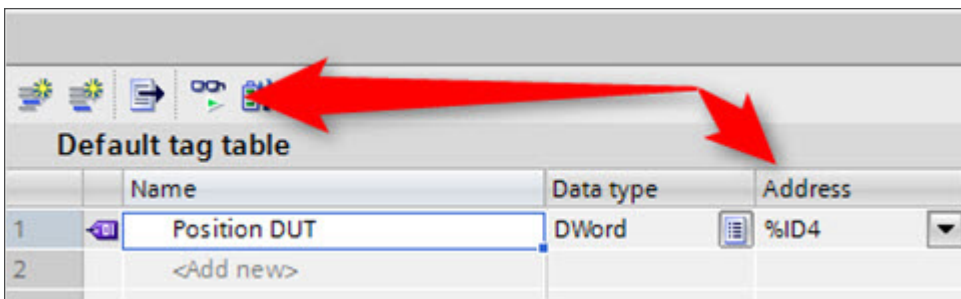 Default tag table
Name Data type Address
1 Position DUT DWord %ID4
2 <Add new>